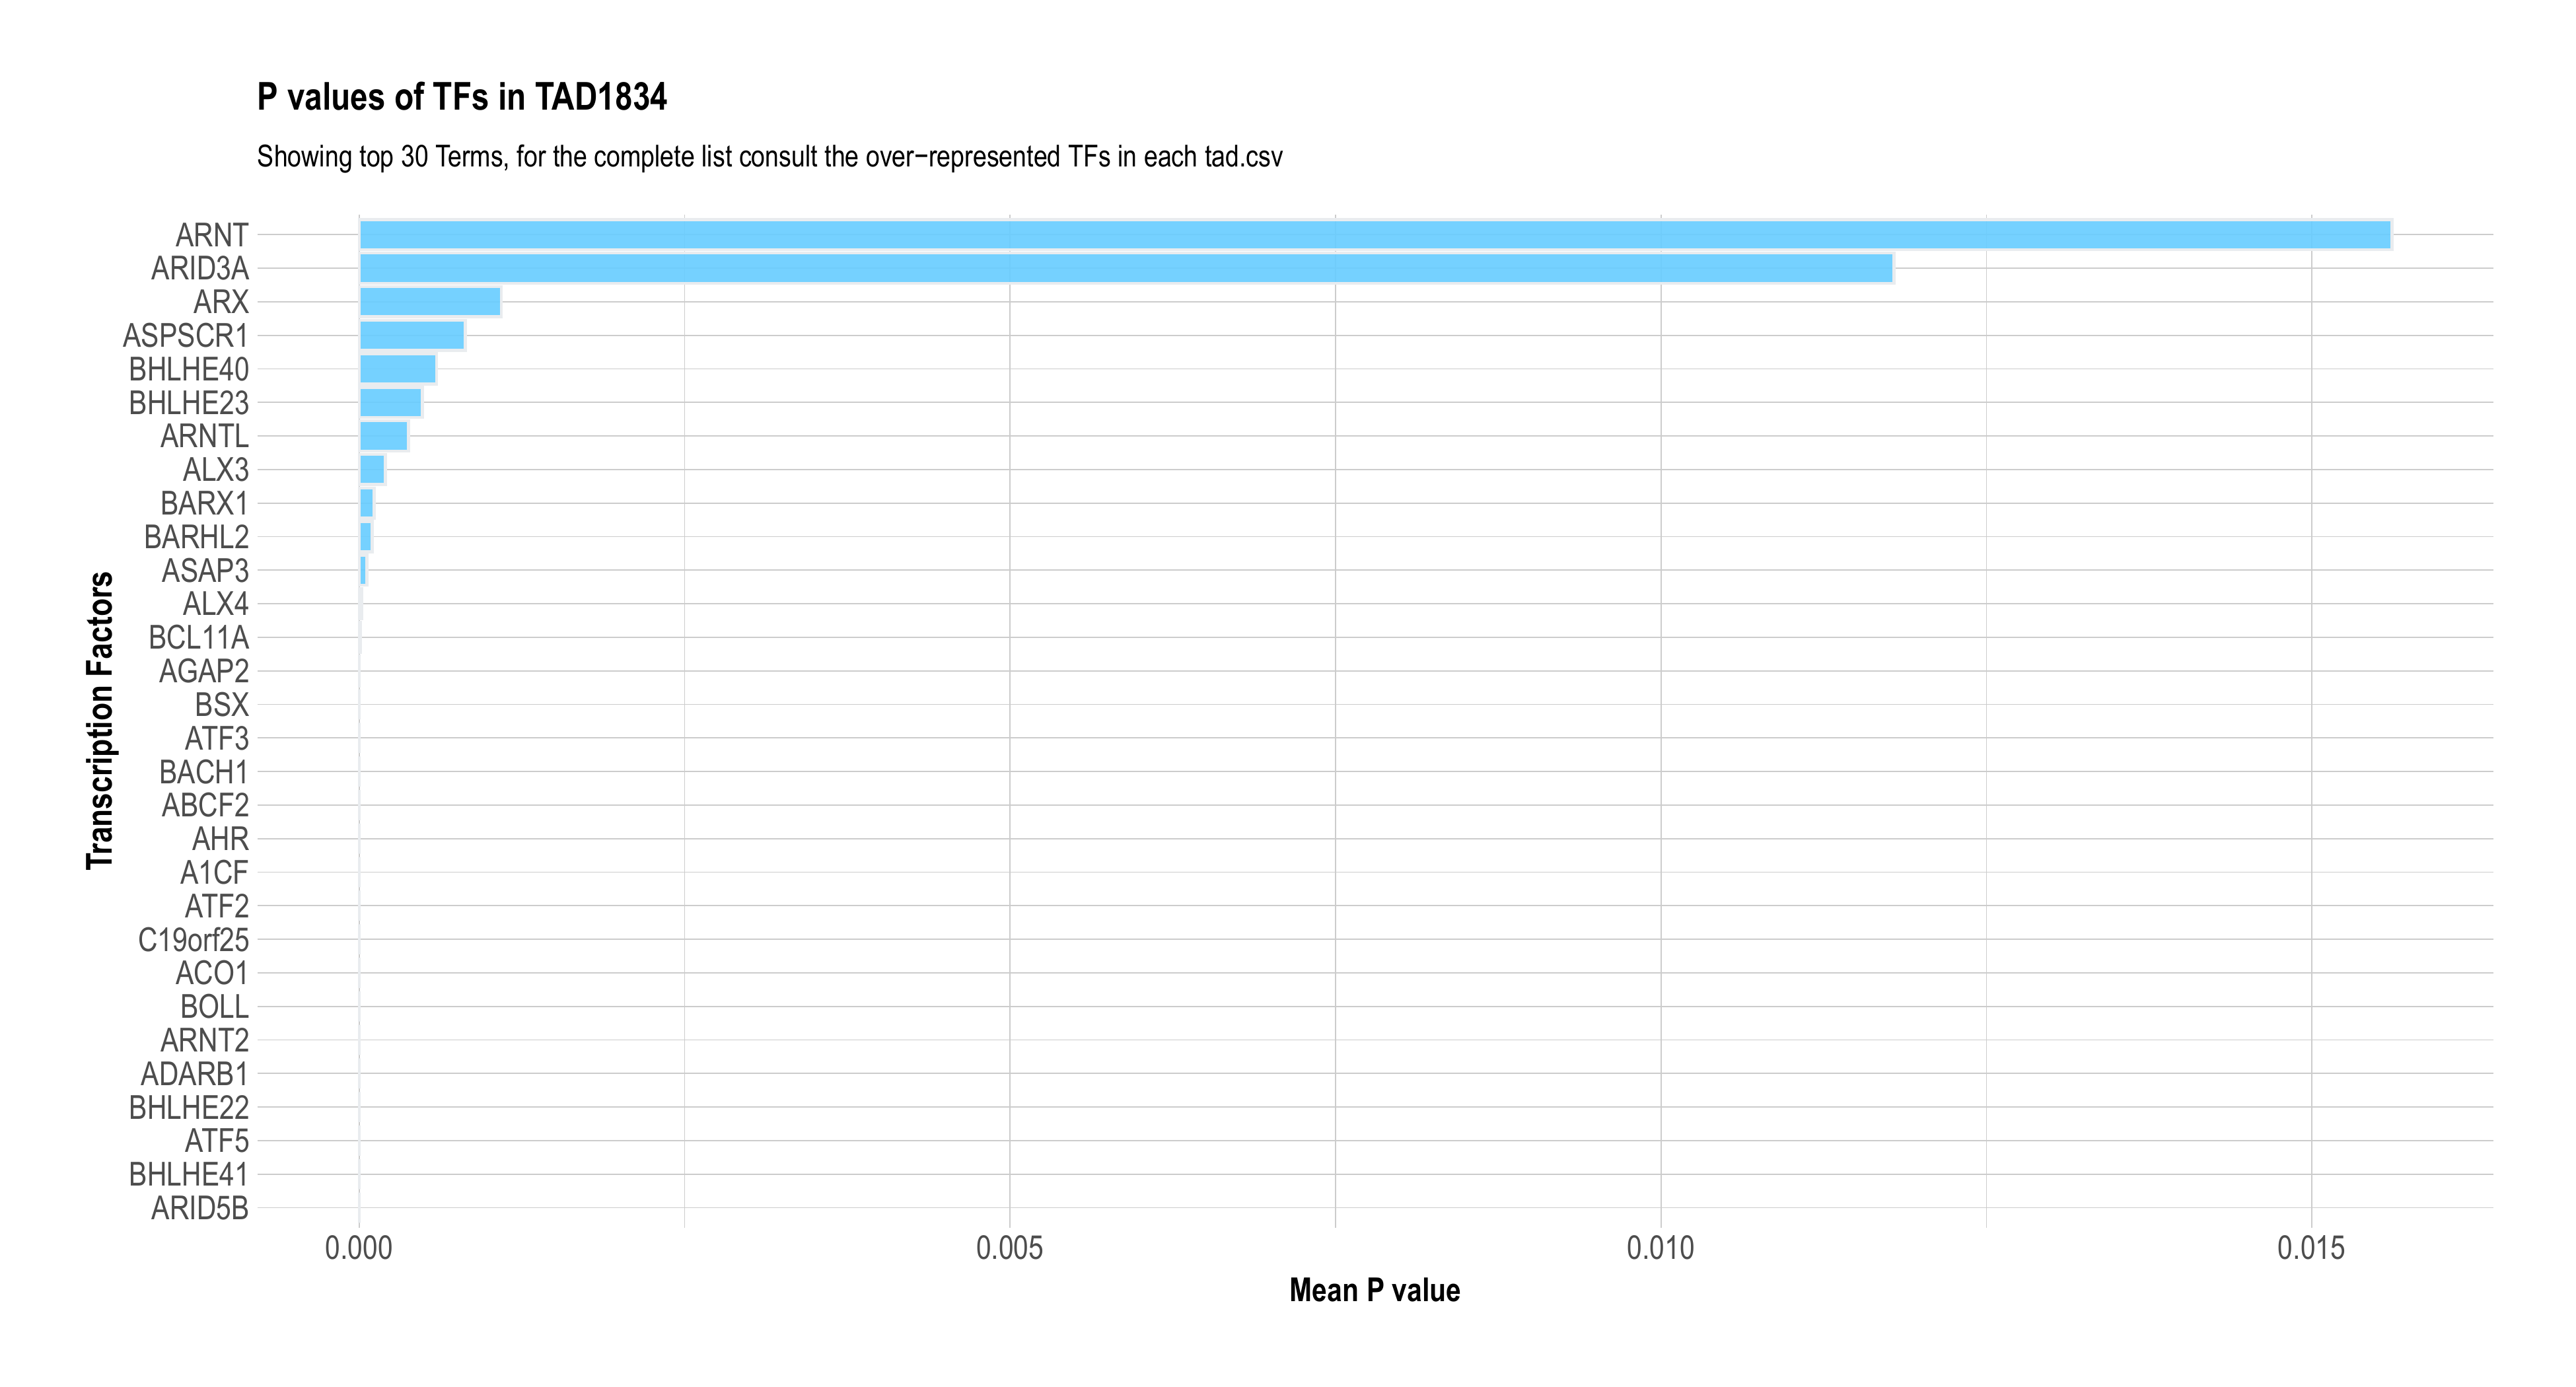 P values of TFs in TAD1834
Showing top 30 Terms, for the complete list consult the over−represented TFs in each tad.csv
Transcription Factors
ARNT
ARID3A
ARX
ASPSCR1
BHLHE40
BHLHE23
ARNTL
ALX3
BARX1
BARHL2
ASAP3
ALX4
BCL11A
AGAP2
BSX
ATF3
BACH1
ABCF2
AHR
A1CF
ATF2
C19orf25
ACO1
BOLL
ARNT2
ADARB1
BHLHE22
ATF5
BHLHE41
ARID5B
0.000 0.005 0.010 0.015
Mean P value